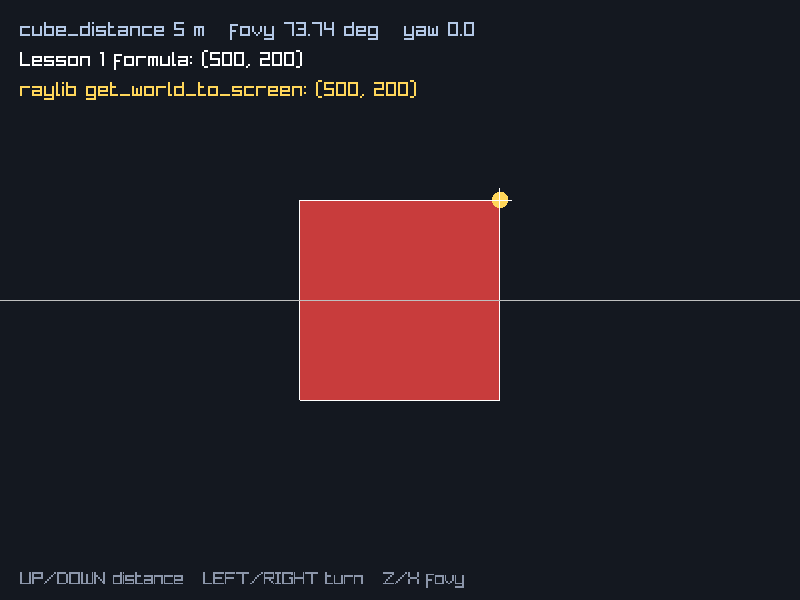 cube_distance 5 m   fovy 73.74 deg   yaw 0.0
Lesson 1 formula: (500, 200)
raylib get_world_to_screen: (500, 200)
UP/DOWN distance   LEFT/RIGHT turn   Z/X fovy